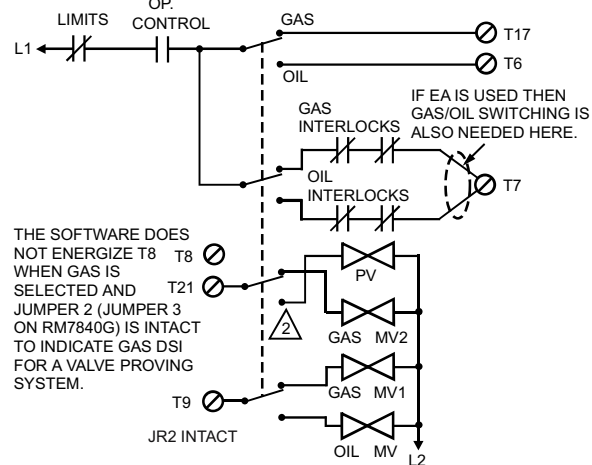 OP.
LIMITS
CONTROL
GAS
L1
T17
T6
OIL
IF EA IS USED THEN
GAS/OIL SWITCHING IS
ALSO NEEDED HERE.
GAS
INTERLOCKS
OIL
T7
INTERLOCKS
THE SOFTWARE DOES
NOT ENERGIZE T8
WHEN GAS IS
SELECTED AND
JUMPER 2 (JUMPER 3
ON RM7840G) IS INTACT
TO INDICATE GAS DSI
FOR A VALVE PROVING
SYSTEM.
T8
T21
PV
2
GAS MV2
GAS MV1
T9
JR2 INTACT
OIL MV
L2